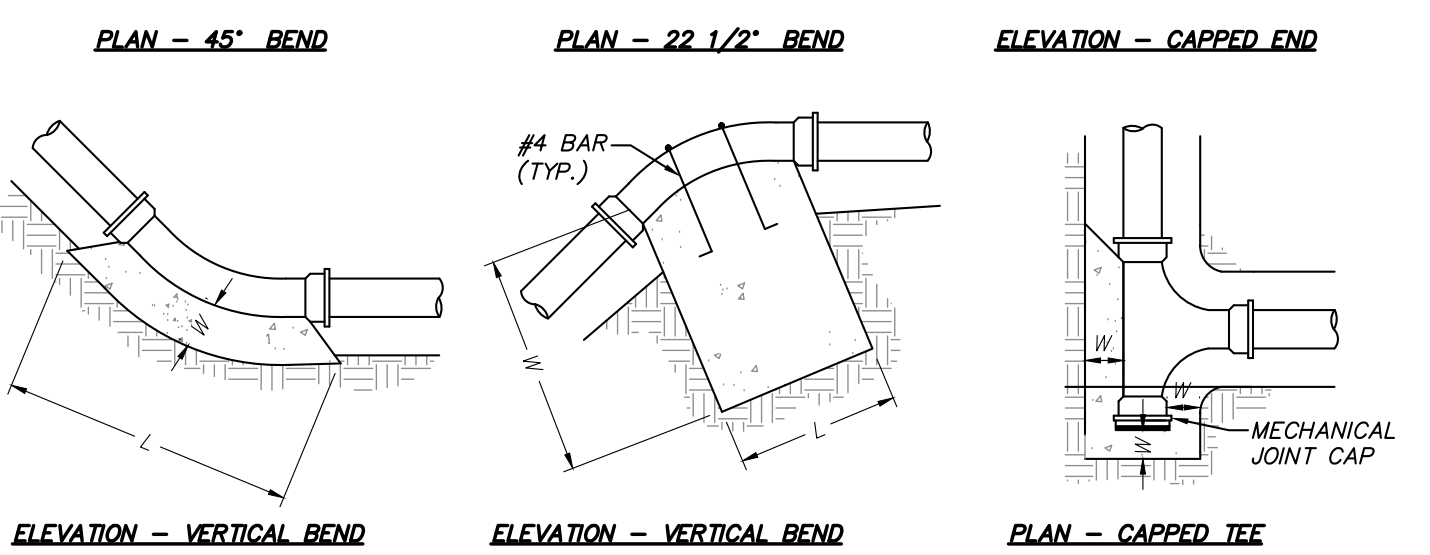 PLAN - 45° BEND
PLAN - 22 1/2° BEND
ELEVATION - CAPPED END
#4 BAR
(TYP.)
W
L
W
L
W
W
W
MECHANICAL
JOINT CAP
ELEVATION - VERTICAL BEND
ELEVATION - VERTICAL BEND
PLAN - CAPPED TEE